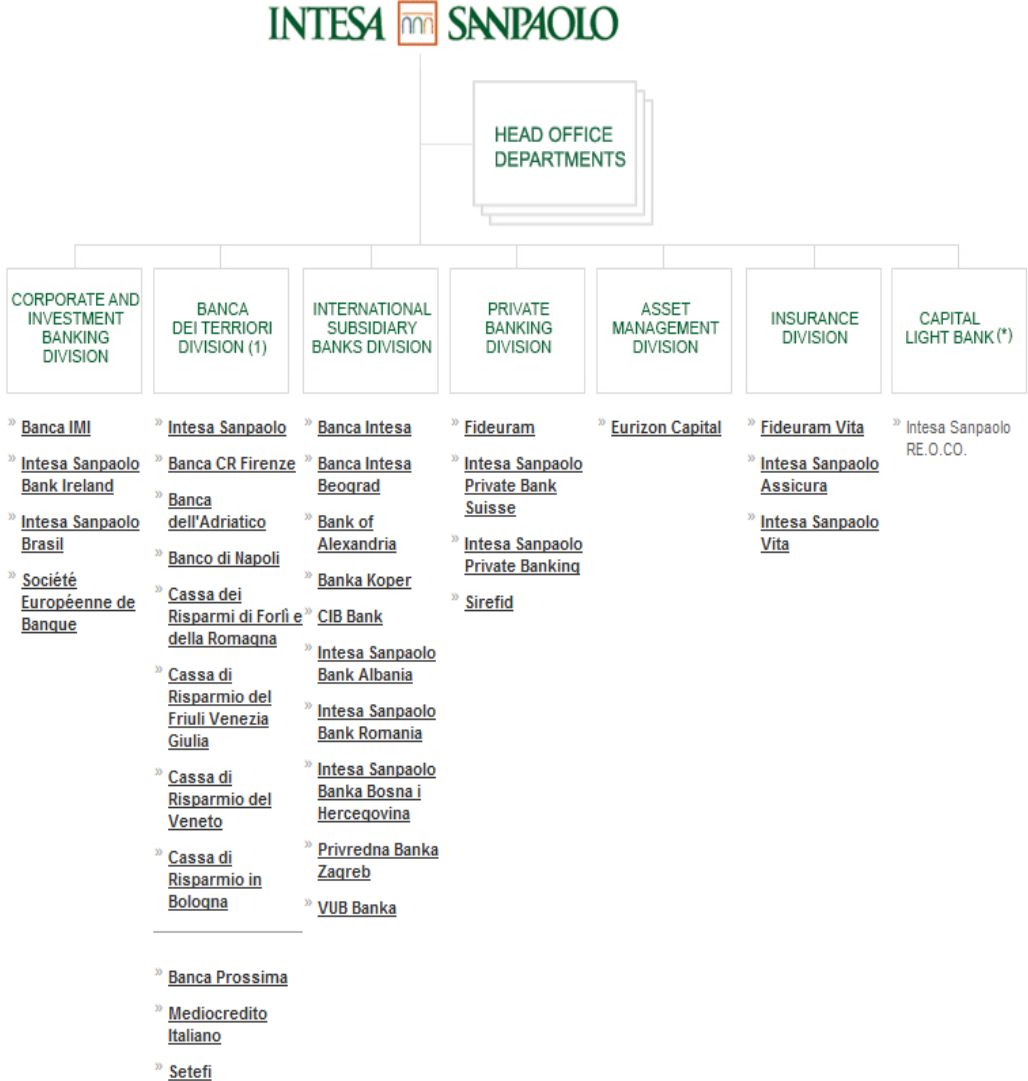 INTESA SANPAOLO
HEAD OFFICE
DEPARTMENTS
CORPORATE AND
INVESTMENT
BANKING
DIVISION
BANCA
DEI TERRIORI
DIVISION (1)
INTERNATIONAL
SUBSIDIARY
BANKS DIVISION
PRIVATE
BANKING
DIVISION
ASSET
MANAGEMENT
DIVISION
INSURANCE
DIVISION
CAPITAL
LIGHT BANK (*)
» Banca IMI
» Intesa Sanpaolo
Bank Ireland
» Intesa Sanpaolo
Brasil
» Société
Européenne de
Banque
» Intesa Sanpaolo
» Banca CR Firenze
» Banca
dell'Adriatico
» Banco di Napoli
» Cassa dei
Risparmi di Forlì e
della Romagna
» Cassa di
Risparmio del
Friuli Venezia
Giulia
» Cassa di
Risparmio del
Veneto
» Cassa di
Risparmio in
Bologna
» Banca Prossima
» Mediocredito
Italiano
» Setefi
» Banca Intesa
» Banca Intesa
Beograd
» Bank of
Alexandria
» Banka Koper
» CIB Bank
» Intesa Sanpaolo
Bank Albania
» Intesa Sanpaolo
Bank Romania
» Intesa Sanpaolo
Banka Bosna i
Hercegovina
» Privredna Banka
Zagreb
» VUB Banka
» Fideuram
» Intesa Sanpaolo
Private Bank
Suisse
» Intesa Sanpaolo
Private Banking
» Sirefid
» Eurizon Capital
» Fideuram Vita
» Intesa Sanpaolo
Assicura
» Intesa Sanpaolo
Vita
» Intesa Sanpaolo
RE.O.CO.